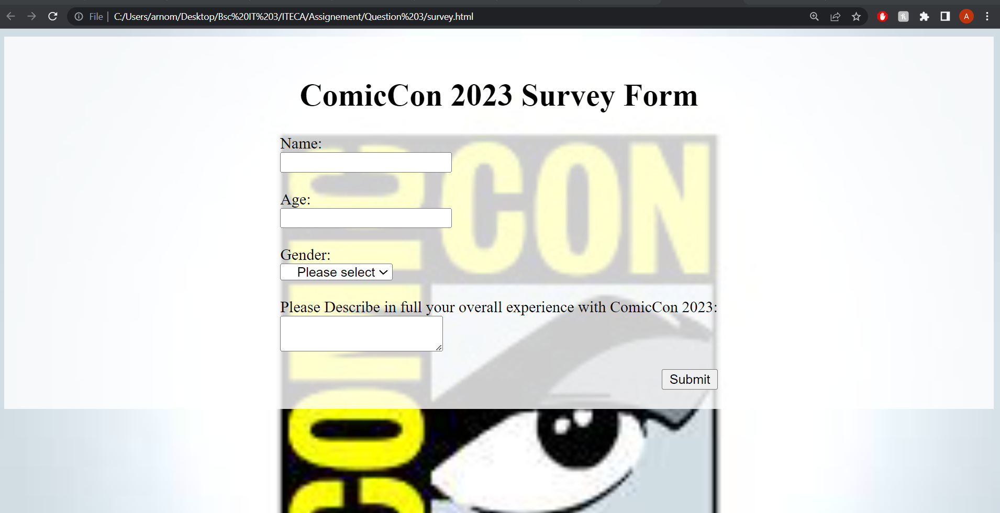 File | C:/Users/arnom/Desktop/Bsc%20IT%203/ITECA/Assignement/Question%203/survey.html
A
ComicCon 2023 Survey Form
CON
Name:
Age:
Gender:
Please select
Please Describe in full your overall experience with ComicCon 2023:
Submit
COMIC